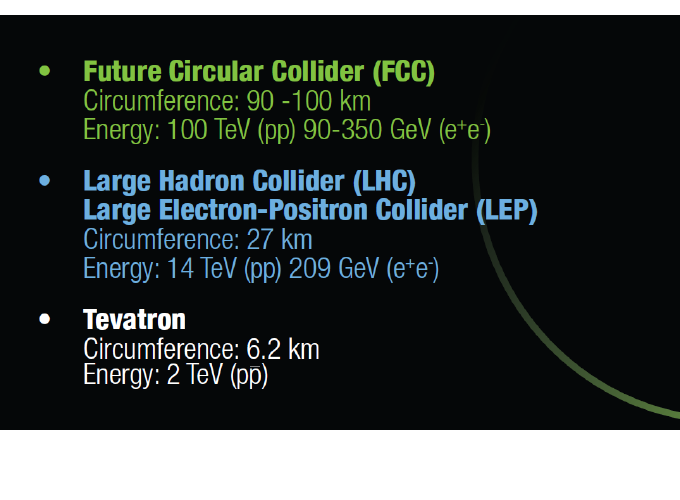 • Future Circular Collider (FCC)
Circumference: 90 -100 km
Energy: 100 TeV (pp) 90-350 GeV (e⁺e⁻)
• Large Hadron Collider (LHC)
Large Electron-Positron Collider (LEP)
Circumference: 27 km
Energy: 14 TeV (pp) 209 GeV (e⁺e⁻)
• Tevatron
Circumference: 6.2 km
Energy: 2 TeV (pp̅)